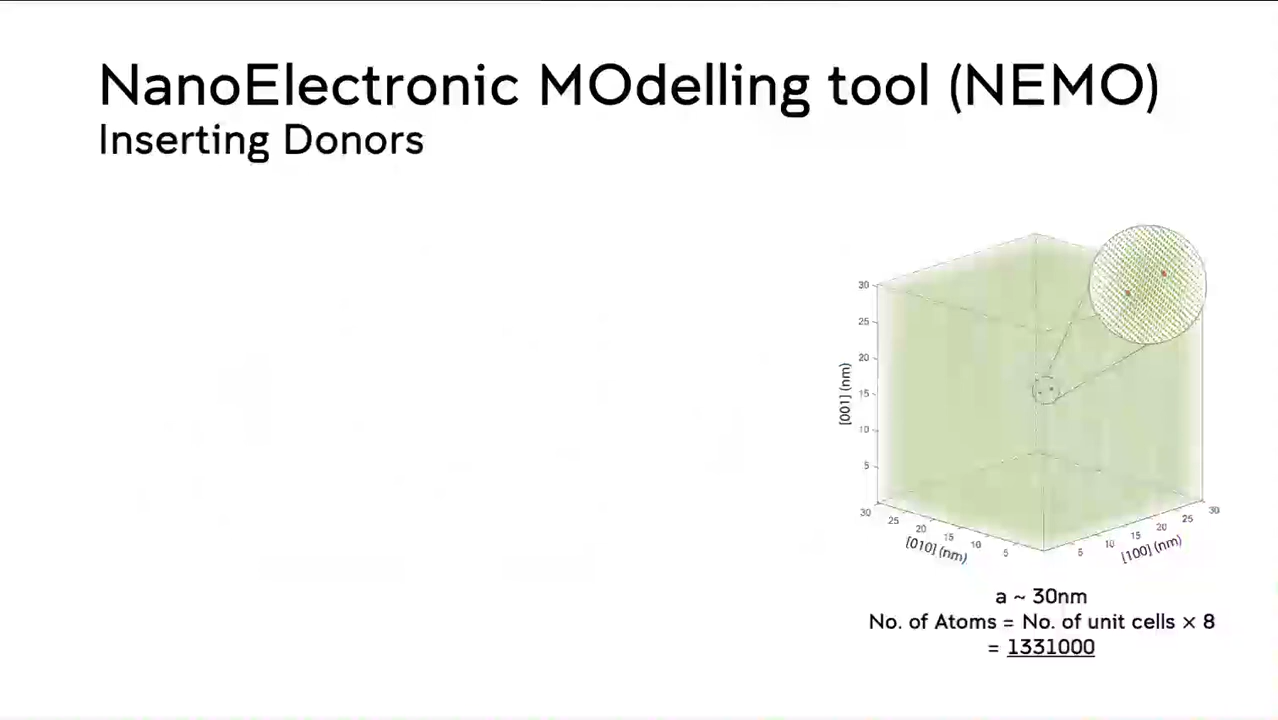 NanoElectronic MOdelling tool (NEMO)
Inserting Donors
30
25
20
15
10
5
[001] (nm)
30
25
20
15
10
5
[010] (nm)
5
10
15
20
25
30
[100] (nm)
a ~ 30nm
No. of Atoms = No. of unit cells × 8
= 1331000